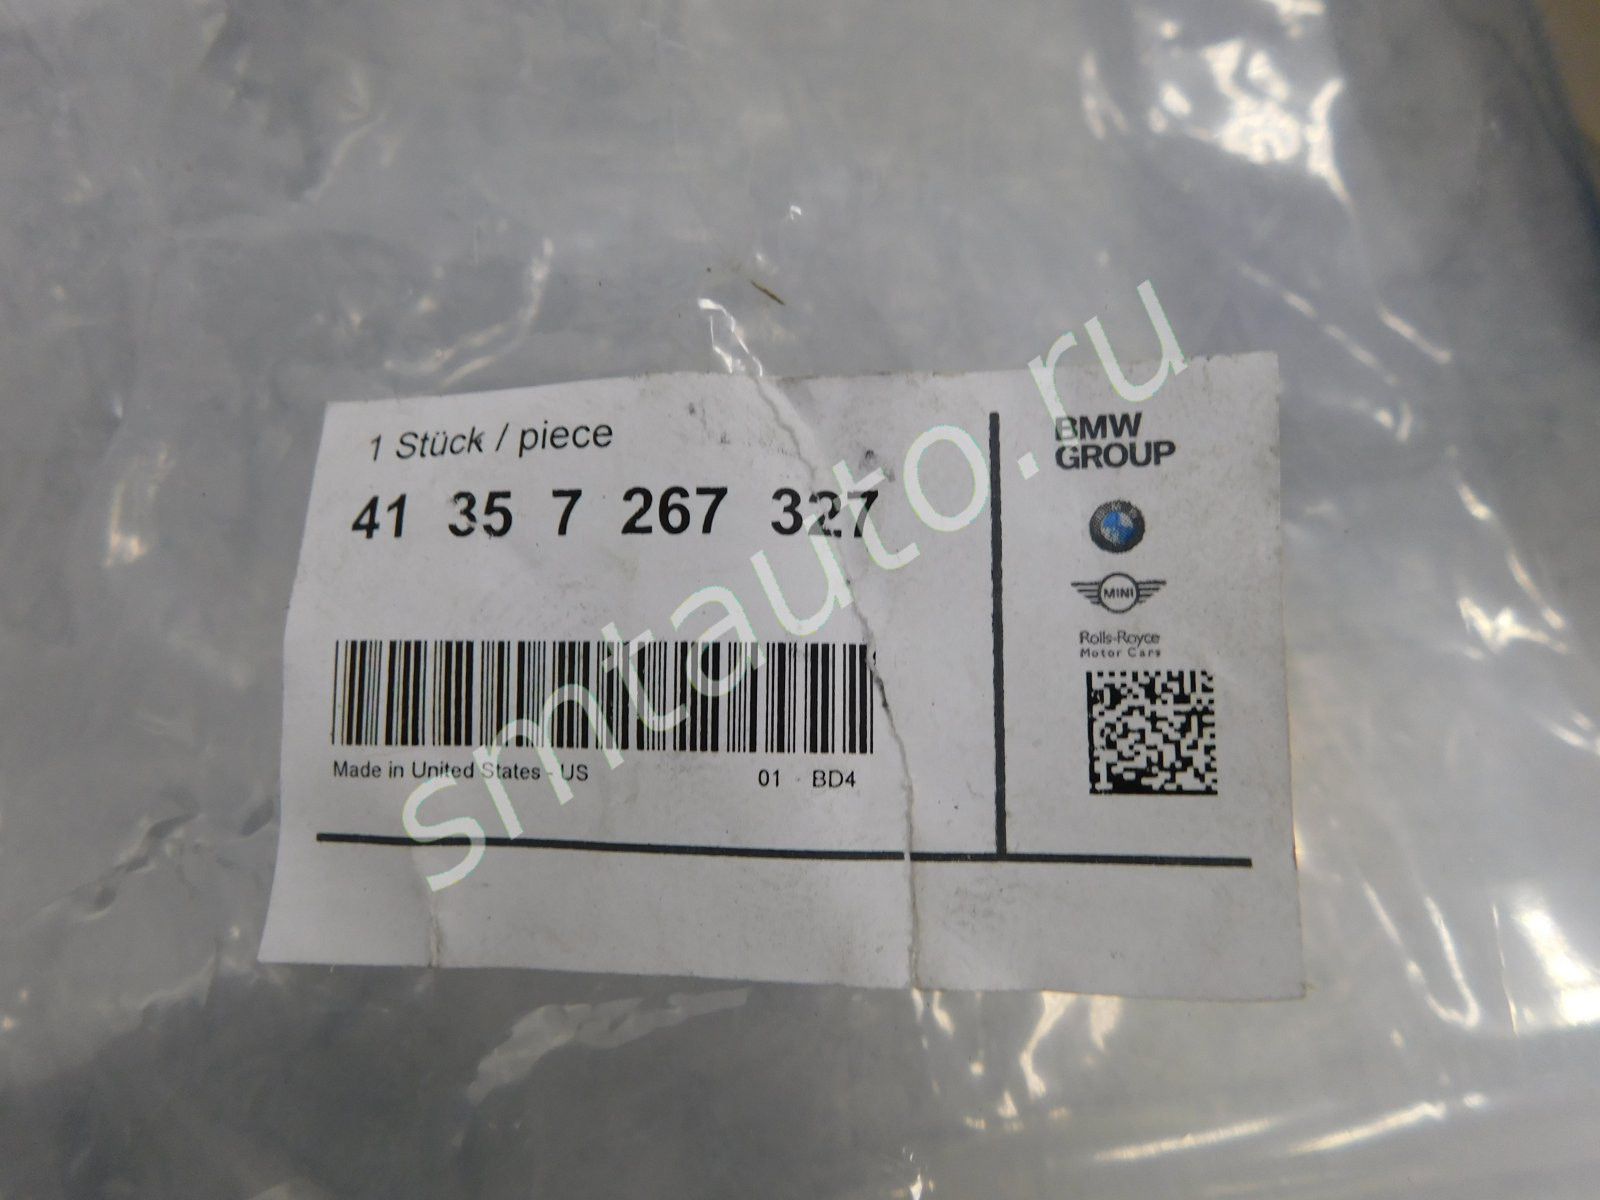 1 Stück / piece
41 35 7 267 327
Made in United States - US
01 BD4
BMW
GROUP
MINI
Rolls-Royce
Motor Cars
smtauto.ru